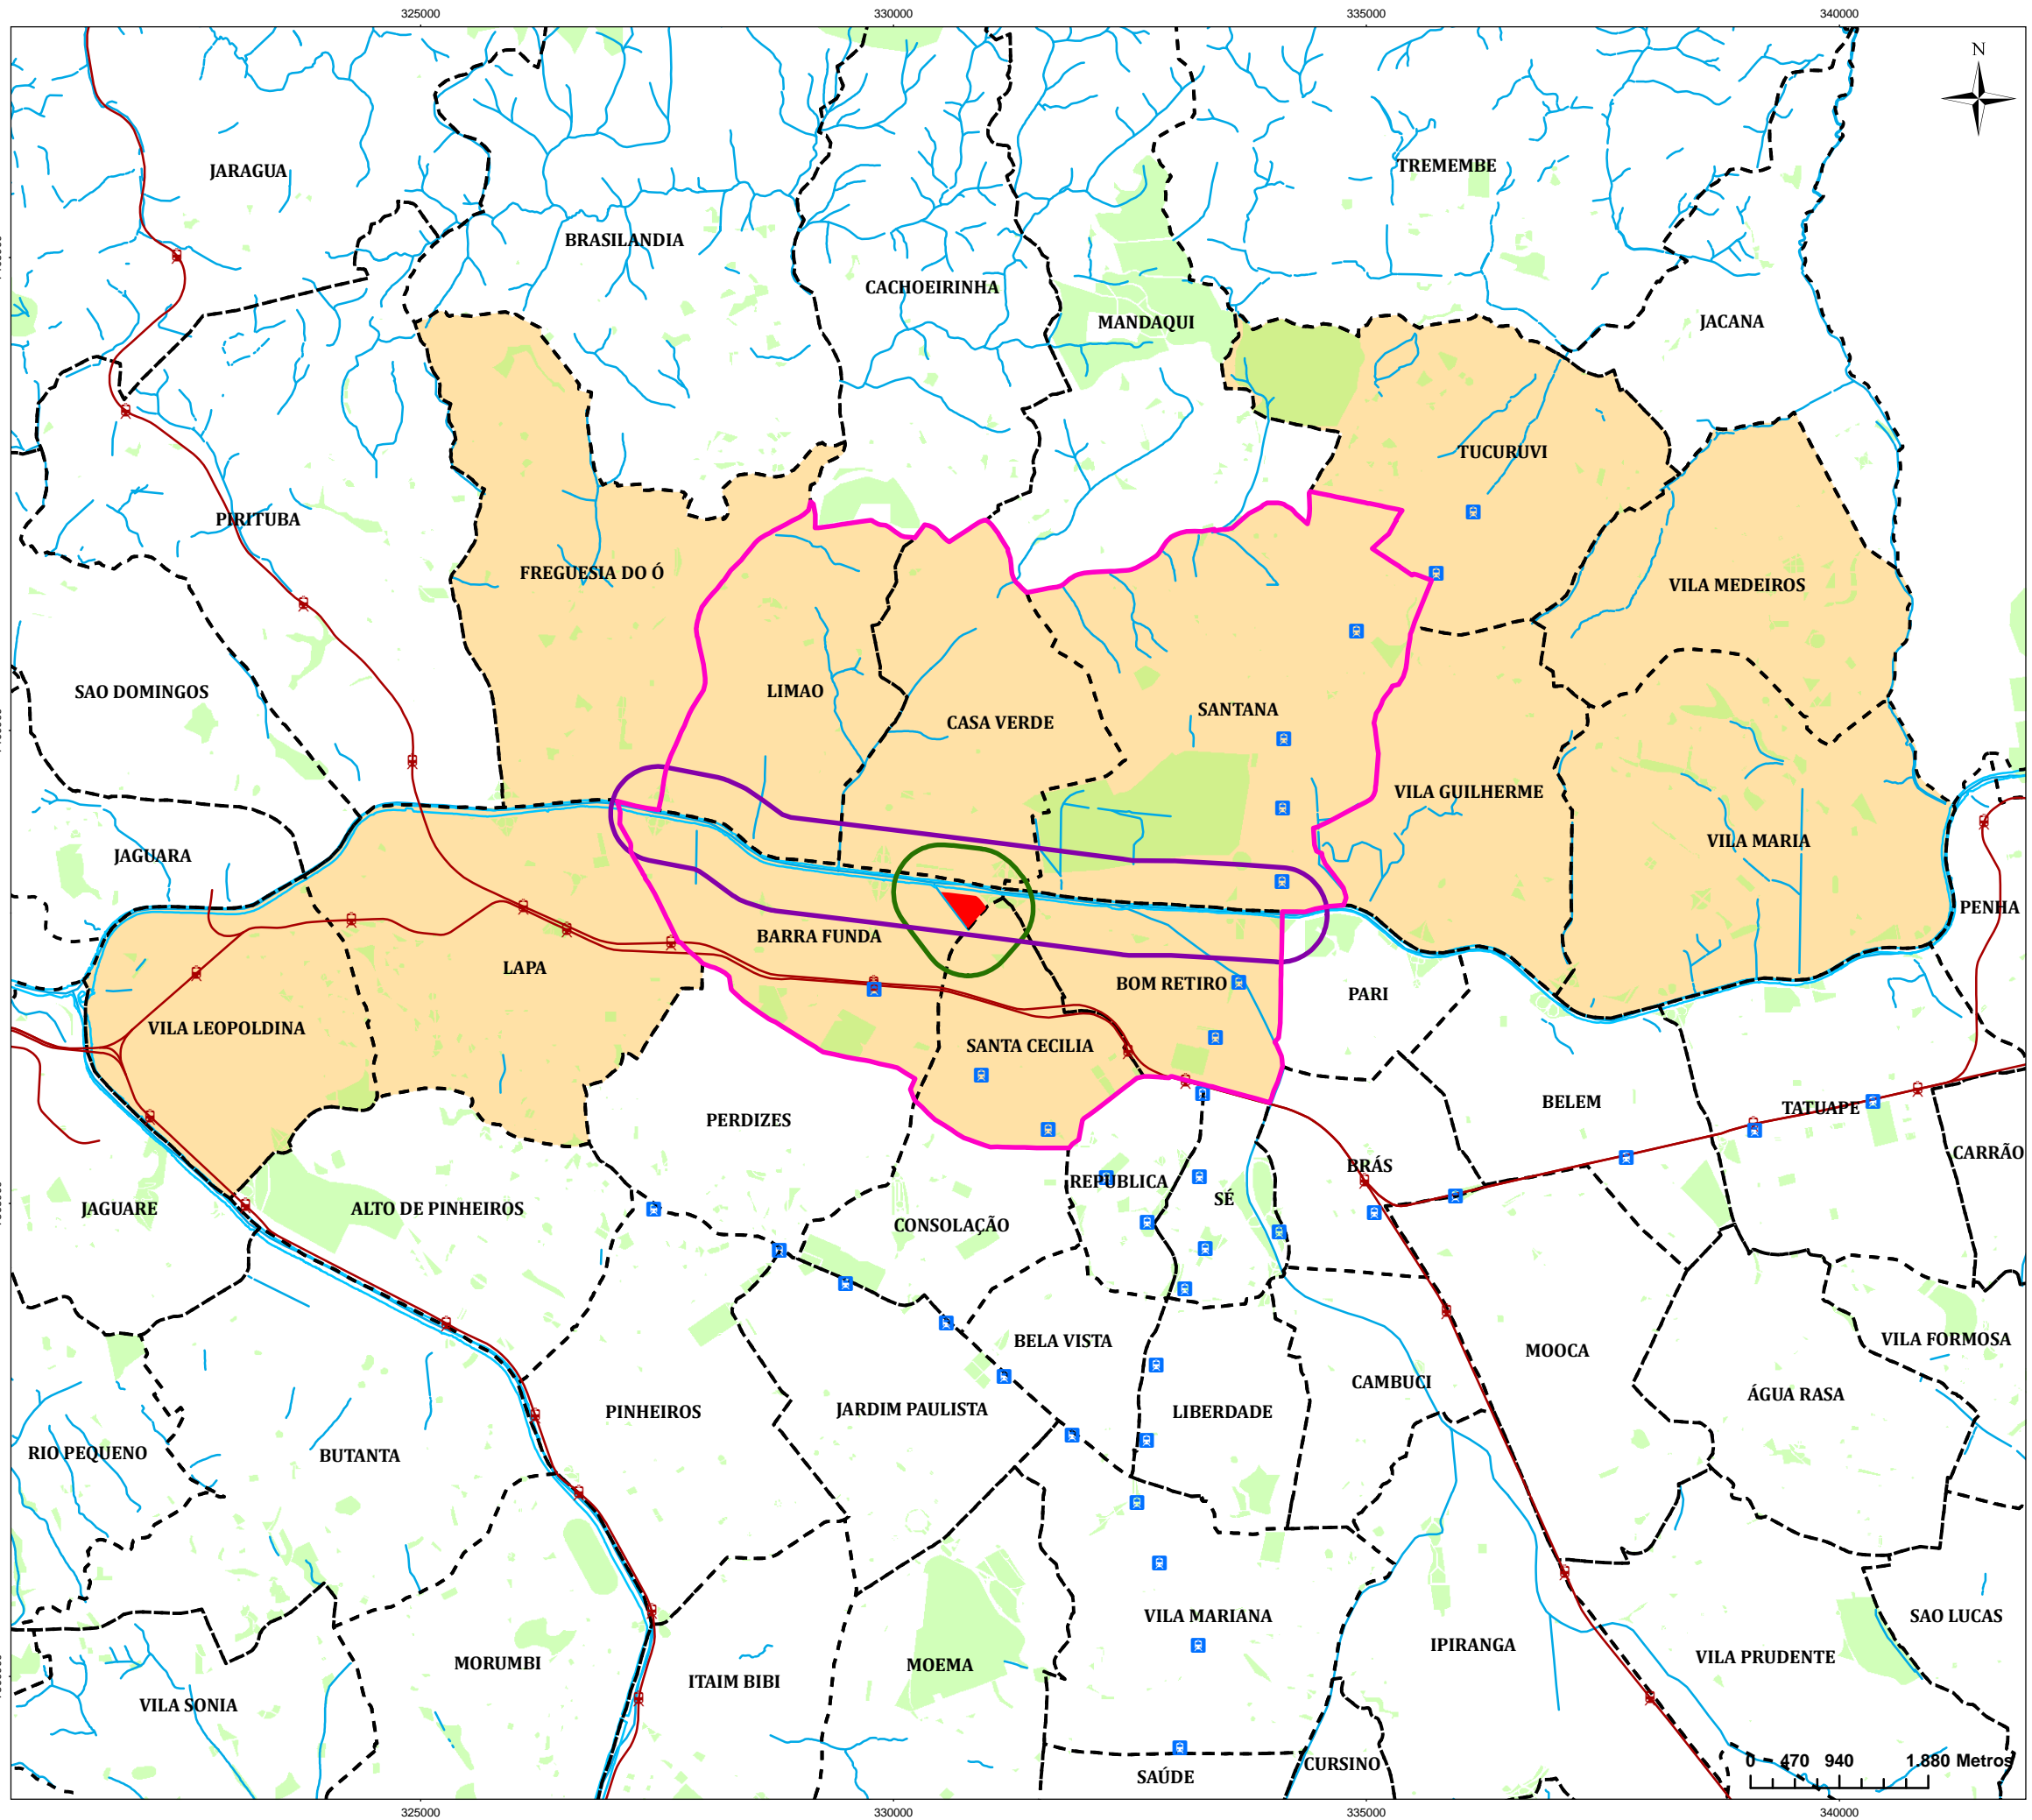 325000 330000 335000 340000
N
TREMEMBE
JARAGUA
BRASILANDIA
CACHOEIRINHA
MANDAQUI
JACANA
TUCURUVI
PIRITUBA
FREGUESIA DO Ó
VILA MEDEIROS
SAO DOMINGOS
LIMAO
SANTANA
CASA VERDE
VILA GUILHERME
VILA MARIA
JAGUARA
PENHA
BARRA FUNDA
LAPA
BOM RETIRO
PARI
VILA LEOPOLDINA
SANTA CECILIA
BELEM
TATUAPE
PERDIZES
CARRÃO
BRÁS
REPUBLICA
SÉ
JAGUARE
ALTO DE PINHEIROS
CONSOLAÇÃO
BELA VISTA
VILA FORMOSA
MOOCA
CAMBUCI
ÁGUA RASA
PINHEIROS
JARDIM PAULISTA
LIBERDADE
RIO PEQUENO
BUTANTA
VILA MARIANA
SAO LUCAS
IPIRANGA
VILA PRUDENTE
MORUMBI
MOEMA
ITAIM BIBI
VILA SONIA
CURSINO
SAÚDE
0 470 940 1.880 Metros
325000 330000 335000 340000